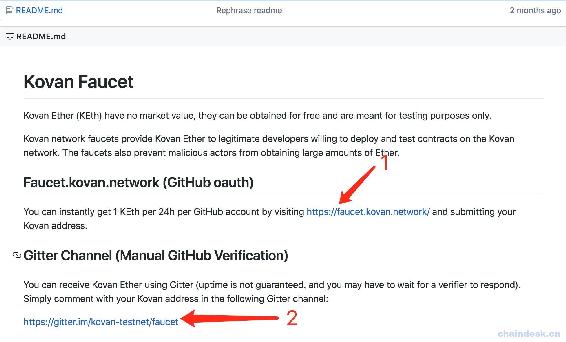 README.md Rephrase readme 2 months ago
README.md
Kovan Faucet
Kovan Ether (KEth) have no market value, they can be obtained for free and are meant for testing purposes only.
Kovan network faucets provide Kovan Ether to legitimate developers willing to deploy and test contracts on the Kovan
network. The faucets also prevent malicious actors from obtaining large amounts of Ether.
1
Faucet.kovan.network (GitHub oauth)
You can instantly get 1 KEth per 24h per GitHub account by visiting https://faucet.kovan.network/ and submitting your
Kovan address.
Gitter Channel (Manual GitHub Verification)
You can receive Kovan Ether using Gitter (uptime is not guaranteed, and you may have to wait for a verifier to respond).
Simply comment with your Kovan address in the following Gitter channel:
https://gitter.im/kovan-testnet/faucet 2
chaindesk.cn